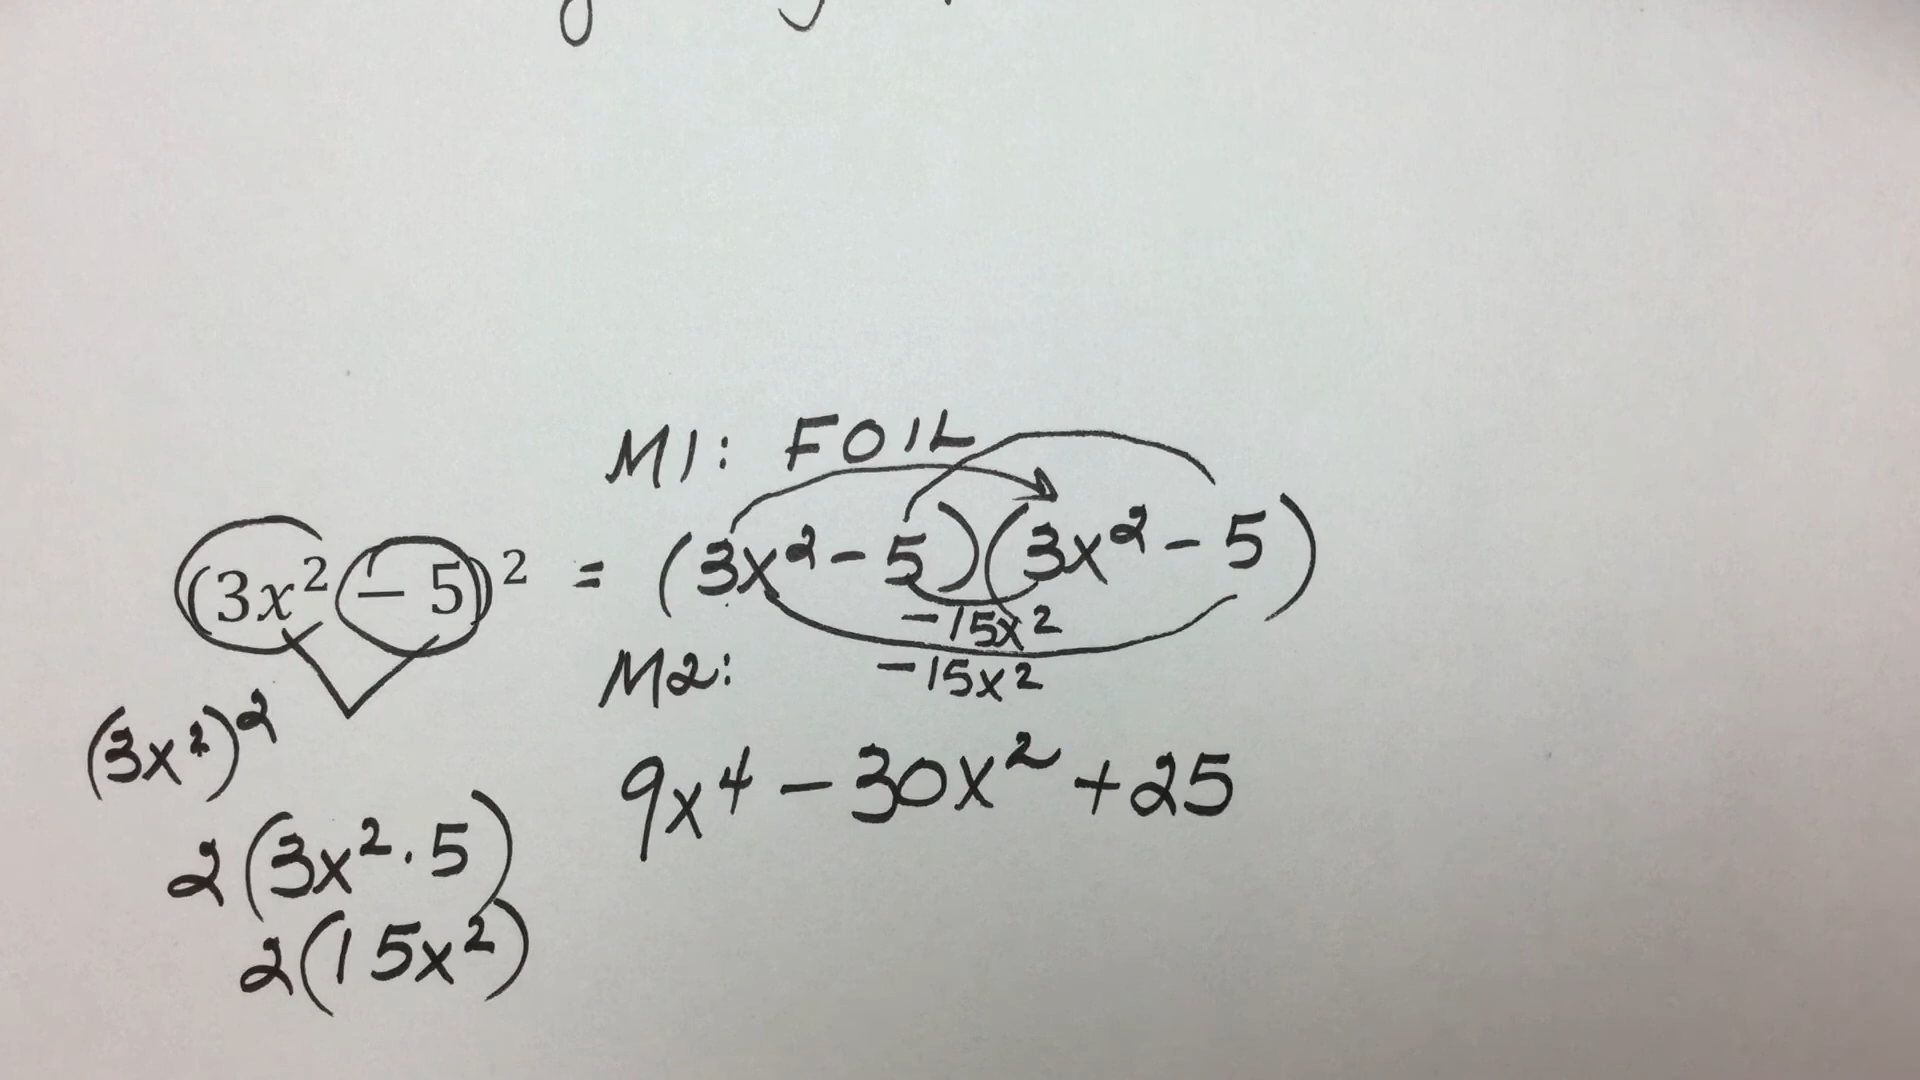 M1: FOIL
(3x² - 5)² = (3x² - 5)(3x² - 5)
-15x²
M2: -15x²
(3x²)²
9x⁴ - 30x² + 25
2(3x² · 5)
2(15x²)